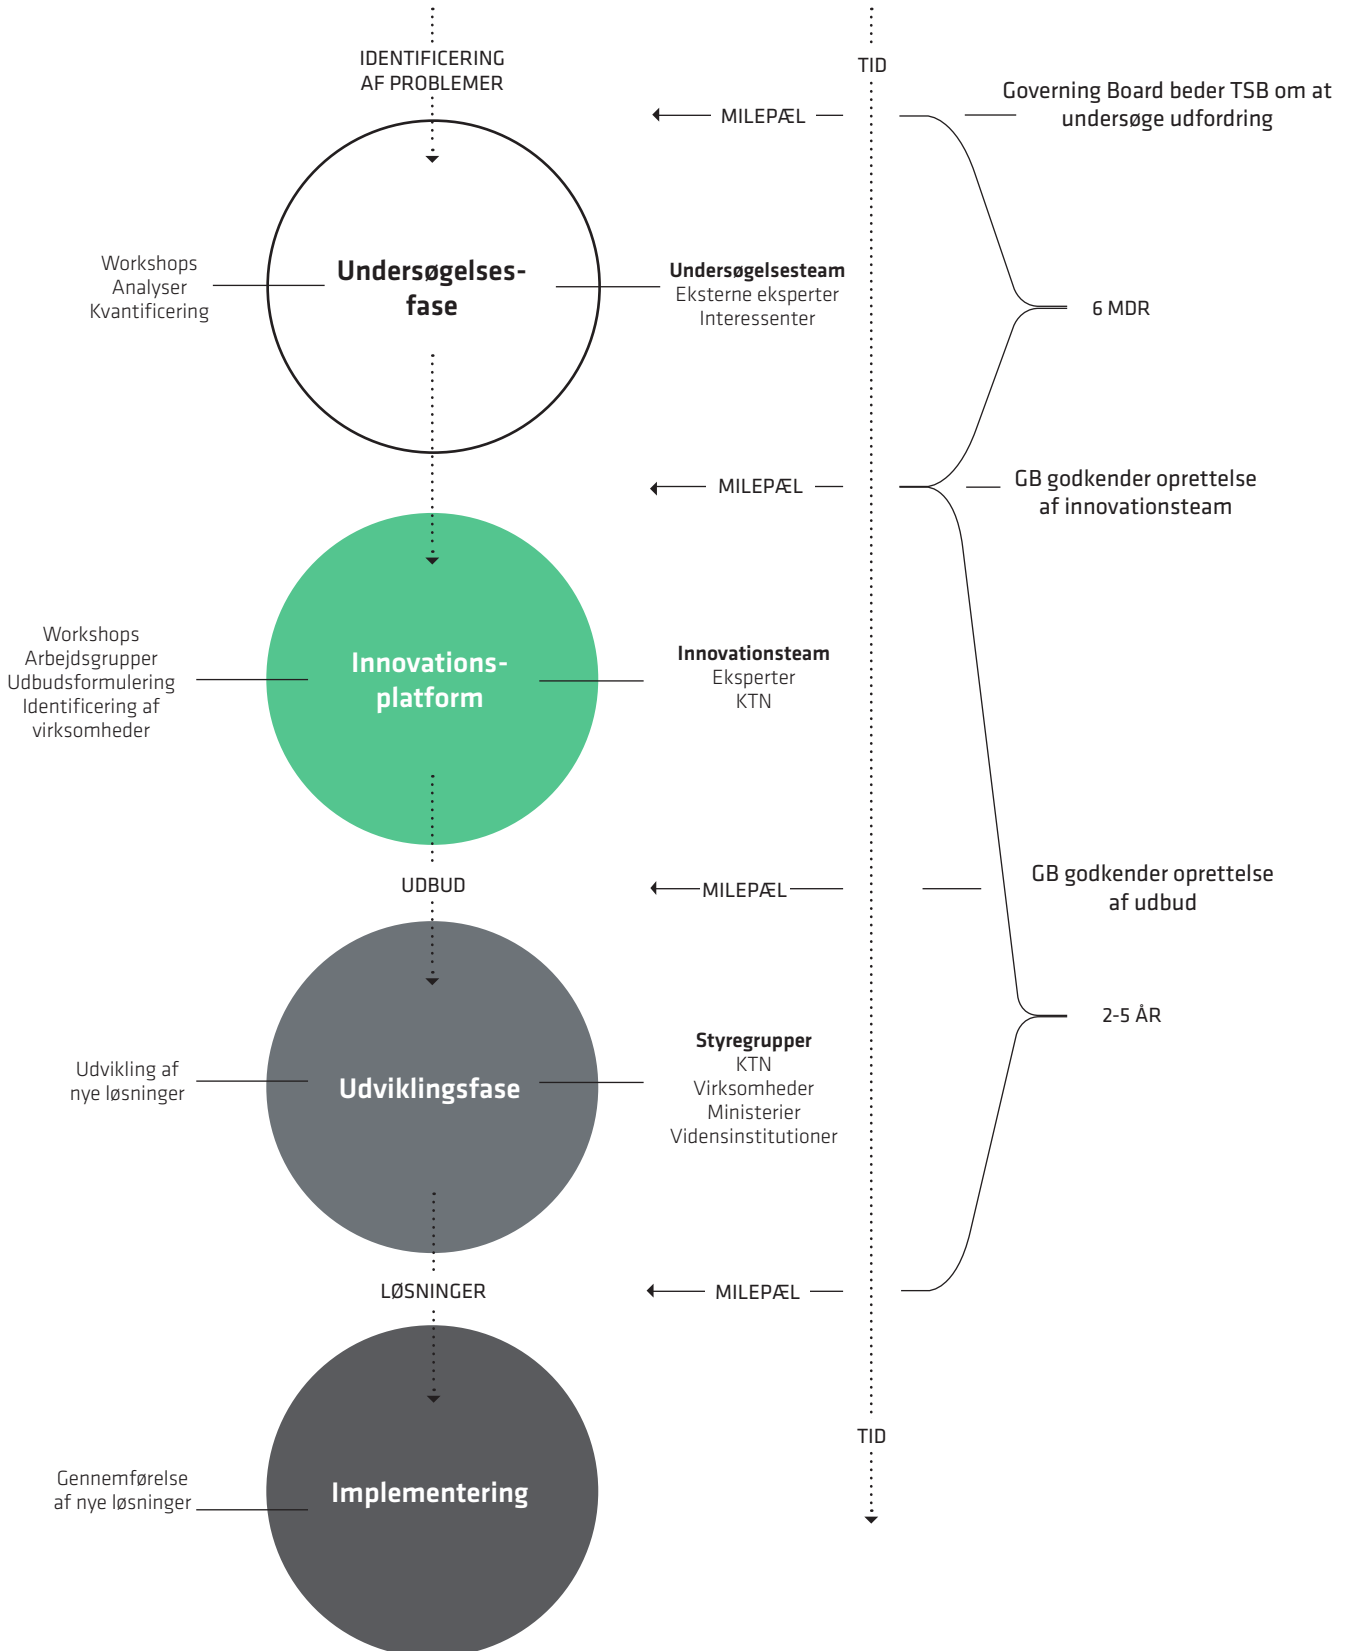 IDENTIFICERING
AF PROBLEMER
TID
MILEPÆL
Governing Board beder TSB om at
undersøge udfordring
Workshops
Analyser
Kvantificering
Undersøgelses-
fase
Undersøgelsesteam
Eksterne eksperter
Interessenter
6 MDR
MILEPÆL
GB godkender oprettelse
af innovationsteam
Workshops
Arbejdsgrupper
Udbudsformulering
Identificering af
virksomheder
Innovations-
platform
Innovationsteam
Eksperter
KTN
UDBUD
MILEPÆL
GB godkender oprettelse
af udbud
2-5 ÅR
Udvikling af
nye løsninger
Udviklingsfase
Styregrupper
KTN
Virksomheder
Ministerier
Vidensinstitutioner
LØSNINGER
MILEPÆL
TID
Gennemførelse
af nye løsninger
Implementering